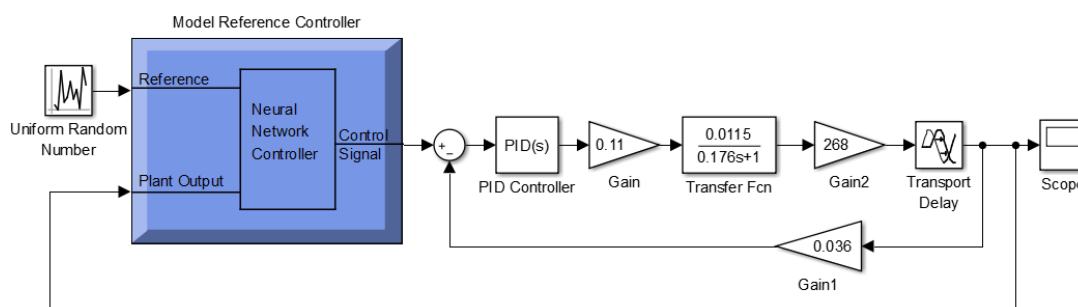 Model Reference Controller
Reference
Neural
Network
Controller
Control
Signal
Plant Output
Uniform Random
Number
+
−
PID(s)
PID Controller
0.11
Gain
0.0115
0.176s+1
Transfer Fcn
268
Gain2
Transport
Delay
Scope
0.036
Gain1